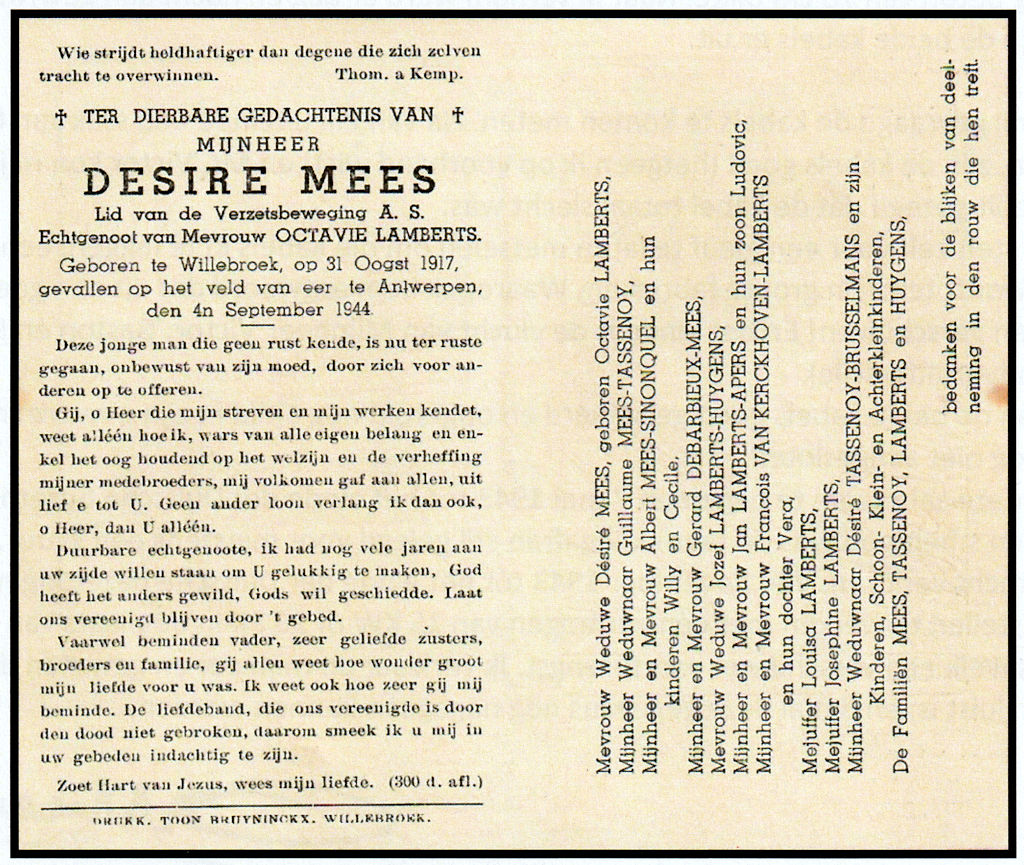 Wie strijdt heldhaftiger dan degene die zich zelven
tracht te overwinnen. Thom. a Kemp.
† TER DIERBARE GEDACHTENIS VAN †
MIJNHEER
DESIRE MEES
Lid van de Verzetsbeweging A. S.
Echtgenoot van Mevrouw OCTAVIE LAMBERTS.
Geboren te Willebroek, op 31 Oogst 1917,
gevallen op het veld van eer te Antwerpen,
den 4n September 1944.
Deze jonge man die geen rust kende, is nu ter ruste
gegaan, onbewust van zijn moed, door zich voor an-
deren op te offeren.
Gij, o Heer die mijn streven en mijn werken kendet,
weet alléén hoe ik, wars van alle eigen belang en en-
kel het oog houdend op het welzijn en de verheffing
mijner medebroeders, mij volkomen gaf aan allen, uit
lief e tot U. Geen ander loon verlang ik dan ook,
o Heer, dan U alléén.
Duurbare echtgenoote, ik had nog vele jaren aan
uw zijde willen staan om U gelukkig te maken, God
heeft het anders gewild, Gods wil geschiedde. Laat
ons vereenigd blijven door 't gebed.
Vaarwel beminden vader, zeer geliefde zusters,
broeders en familie, gij allen weet hoe wonder groot
mijn liefde voor u was. Ik weet ook hoe zeer gij mij
beminde. De liefdeband, die ons vereenigde is door
den dood niet gebroken, daarom smeek ik u mij in
uw gebeden indachtig te zijn.
Zoet Hart van Jezus, wees mijn liefde. (300 d. afl.)
DRUKK. TOON BRUYNINCKX. WILLEBROEK.
Mevrouw Weduwe Désiré MEES, geboren Octavie LAMBERTS,
Mijnheer Weduwnaar Guillaume MEES-TASSENOY,
Mijnheer en Mevrouw Albert MEES-SINONQUEL en hun
kinderen Willy en Cecile,
Mijnheer en Mevrouw Gerard DEBARBIEUX-MEES,
Mevrouw Weduwe Jozef LAMBERTS-HUYGENS,
Mijnheer en Mevrouw Jan LAMBERTS-APERS en hun zoon Ludovic,
Mijnheer en Mevrouw François VAN KERCKHOVEN-LAMBERTS
en hun dochter Vera,
Mejuffer Louisa LAMBERTS,
Mejuffer Josephine LAMBERTS,
Mijnheer Weduwnaar Désiré TASSENOY-BRUSSELMANS en zijn
Kinderen, Schoon- Klein en Achterkleinkinderen,
De Familiën MEES, TASSENOY, LAMBERTS en HUYGENS,
bedanken voor de blijken van deel-
neming in den rouw die hen treft.